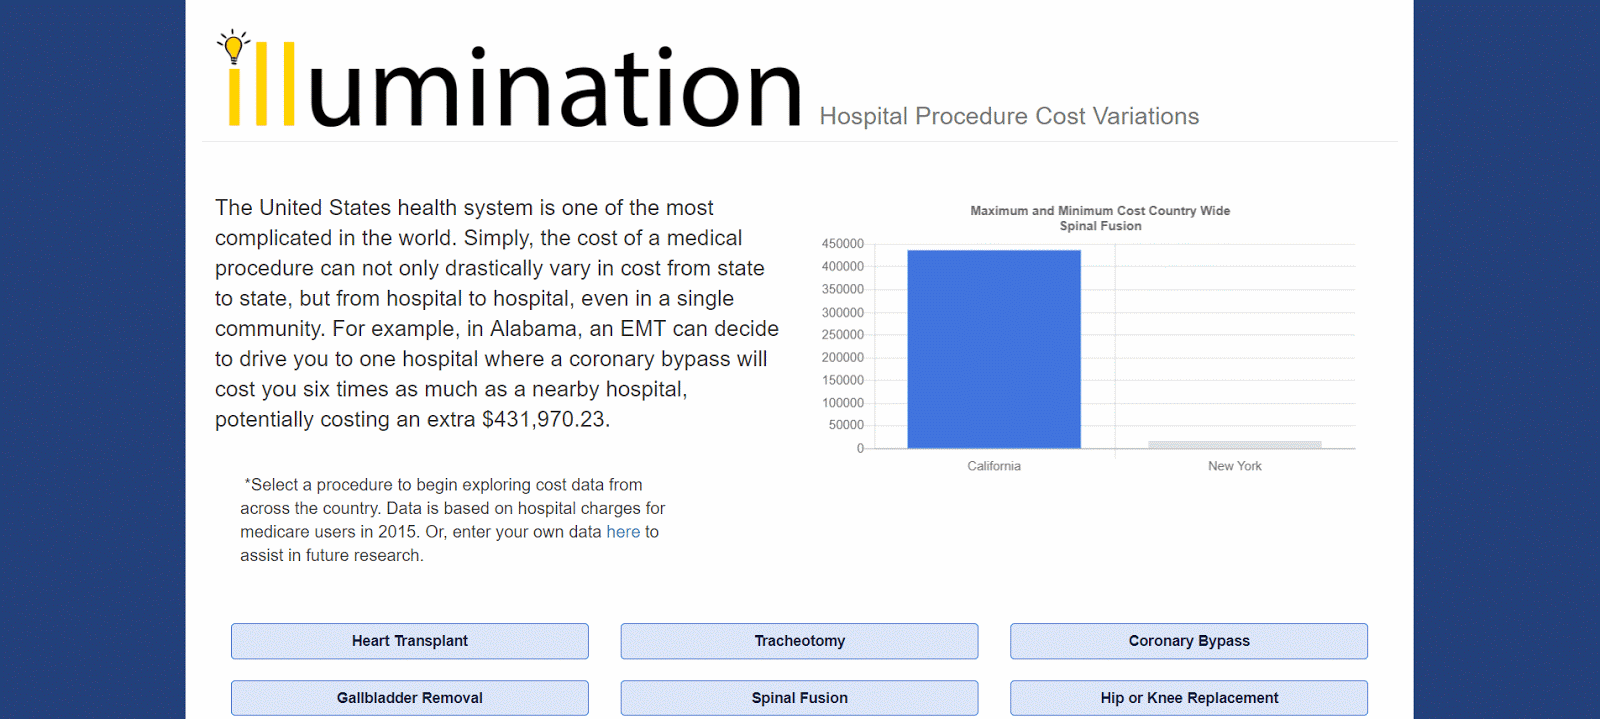 illumination Hospital Procedure Cost Variations
The United States health system is one of the most
complicated in the world. Simply, the cost of a medical
procedure can not only drastically vary in cost from state
to state, but from hospital to hospital, even in a single
community. For example, in Alabama, an EMT can decide
to drive you to one hospital where a coronary bypass will
cost you six times as much as a nearby hospital,
potentially costing an extra $431,970.23.
*Select a procedure to begin exploring cost data from
across the country. Data is based on hospital charges for
medicare users in 2015. Or, enter your own data here to
assist in future research.
Maximum and Minimum Cost Country Wide
Spinal Fusion
450000
400000
350000
300000
250000
200000
150000
100000
50000
0
California New York
Heart Transplant Tracheotomy Coronary Bypass
Gallbladder Removal Spinal Fusion Hip or Knee Replacement